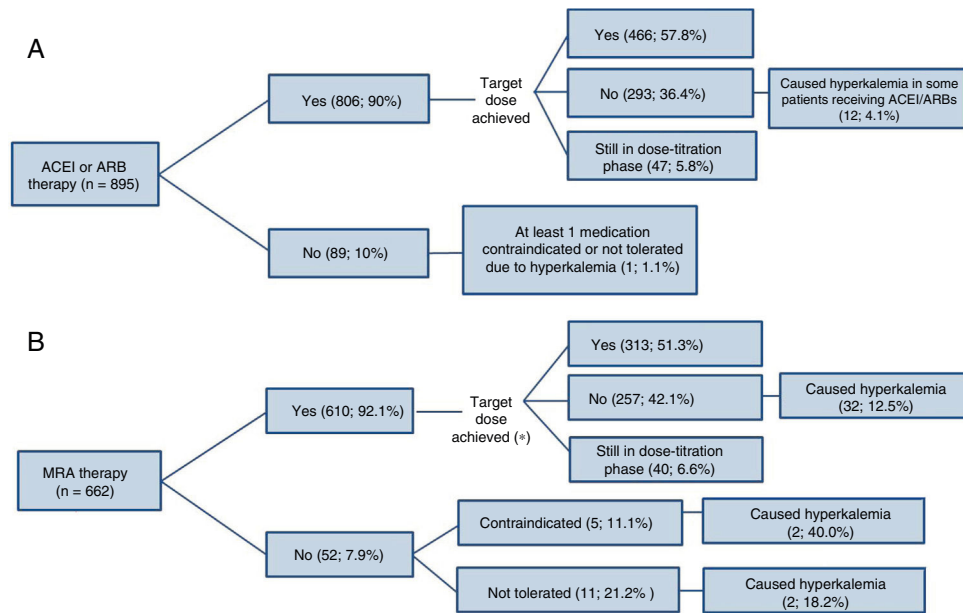 A
Yes (466; 57.8%)
Yes (806; 90%)
Target
dose
achieved
No (293; 36.4%)
Caused hyperkalemia in some
patients receiving ACEI/ARBs
(12; 4.1%)
Still in dose-titration
phase (47; 5.8%)
ACEI or ARB
therapy (n = 895)
No (89; 10%)
At least 1 medication
contraindicated or not tolerated
due to hyperkalemia (1; 1.1%)
B
Yes (313; 51.3%)
Yes (610; 92.1%)
Target
dose
achieved (*)
No (257; 42.1%)
Caused hyperkalemia
(32; 12.5%)
Still in dose-titration
phase (40; 6.6%)
MRA therapy
(n = 662)
No (52; 7.9%)
Contraindicated (5; 11.1%)
Caused hyperkalemia
(2; 40.0%)
Not tolerated (11; 21.2% )
Caused hyperkalemia
(2; 18.2%)